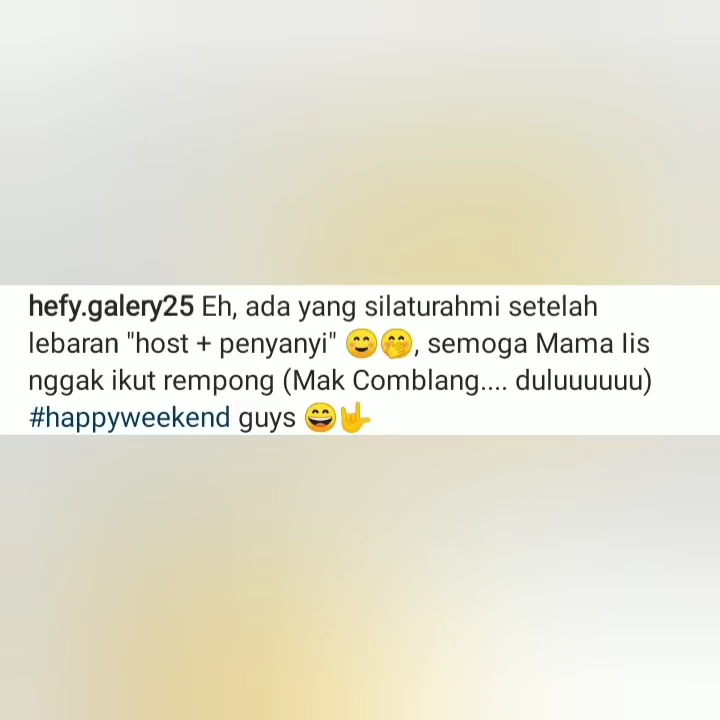 hefy.galery25 Eh, ada yang silaturahmi setelah
lebaran "host + penyanyi" 😊🤭, semoga Mama Iis
nggak ikut rempong (Mak Comblang.... duluuuuuu)
#happyweekend guys 😄🤟